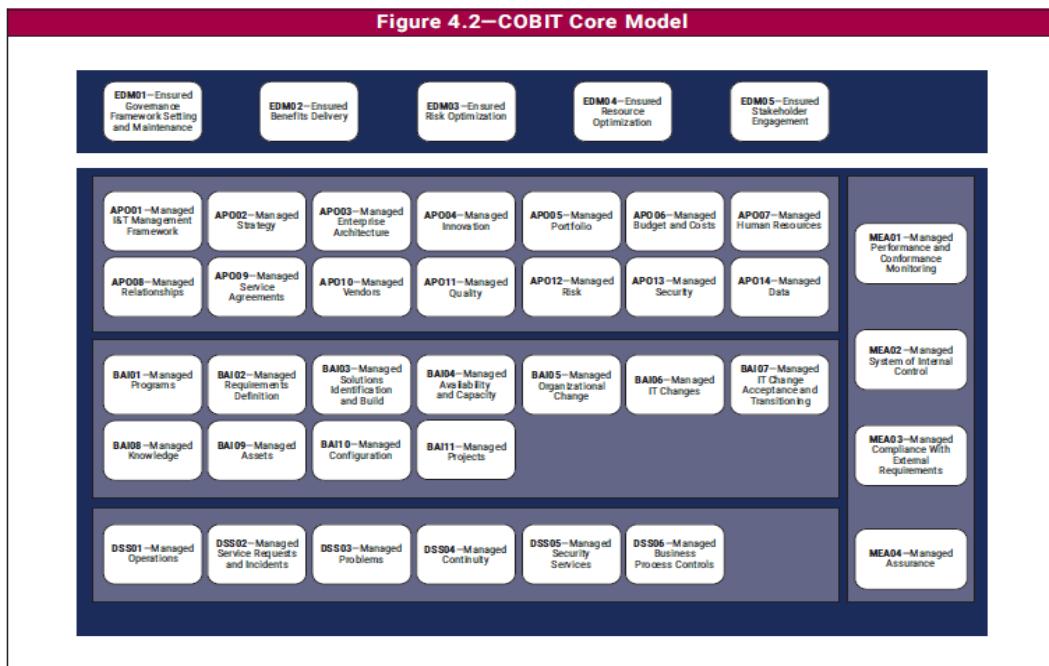 Figure 4.2—COBIT Core Model
EDM01—Ensured
Governance
Framework Setting
and Maintenance
EDM02—Ensured
Benefits Delivery
EDM03—Ensured
Risk Optimization
EDM04—Ensured
Resource
Optimization
EDM05—Ensured
Stakeholder
Engagement
APO01—Managed
I&T Management
Framework
APO02—Managed
Strategy
APO03—Managed
Enterprise
Architecture
APO04—Managed
Innovation
APO05—Managed
Portfolio
APO06—Managed
Budget and Costs
APO07—Managed
Human Resources
APO08—Managed
Relationships
APO09—Managed
Service
Agreements
APO10—Managed
Vendors
APO11—Managed
Quality
APO12—Managed
Risk
APO13—Managed
Security
APO14—Managed
Data
BAI01—Managed
Programs
BAI02—Managed
Requirements
Definition
BAI03—Managed
Solutions
Identification
and Build
BAI04—Managed
Availability
and Capacity
BAI05—Managed
Organizational
Change
BAI06—Managed
IT Changes
BAI07—Managed
IT Change
Acceptance and
Transitioning
BAI08—Managed
Knowledge
BAI09—Managed
Assets
BAI10—Managed
Configuration
BAI11—Managed
Projects
DSS01—Managed
Operations
DSS02—Managed
Service Requests
and Incidents
DSS03—Managed
Problems
DSS04—Managed
Continuity
DSS05—Managed
Security
Services
DSS06—Managed
Business
Process Controls
MEA01—Managed
Performance and
Conformance
Monitoring
MEA02—Managed
System of Internal
Control
MEA03—Managed
Compliance With
External
Requirements
MEA04—Managed
Assurance